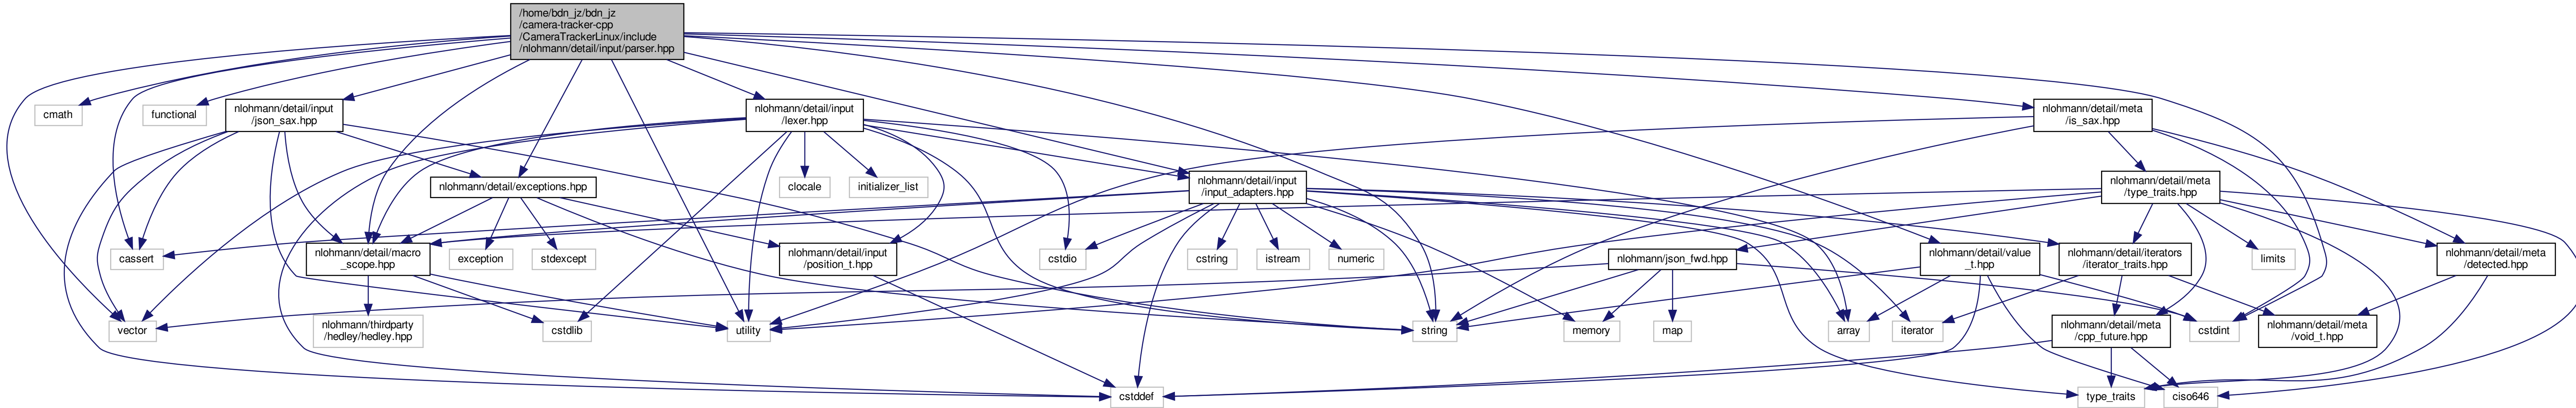 /home/bdn_jz/bdn_jz
/camera-tracker-cpp
/CameraTrackerLinux/include
/nlohmann/detail/input/parser.hpp
cmath
functional
nlohmann/detail/input
/json_sax.hpp
nlohmann/detail/input
/lexer.hpp
nlohmann/detail/meta
/is_sax.hpp
nlohmann/detail/exceptions.hpp
clocale
initializer_list
nlohmann/detail/input
/input_adapters.hpp
nlohmann/detail/meta
/type_traits.hpp
cassert
nlohmann/detail/macro
_scope.hpp
exception
stdexcept
nlohmann/detail/input
/position_t.hpp
cstdio
cstring
istream
numeric
nlohmann/json_fwd.hpp
nlohmann/detail/value
_t.hpp
nlohmann/detail/iterators
/iterator_traits.hpp
limits
nlohmann/detail/meta
/detected.hpp
vector
nlohmann/thirdparty
/hedley/hedley.hpp
cstdlib
utility
string
memory
map
array
iterator
nlohmann/detail/meta
/cpp_future.hpp
cstdint
nlohmann/detail/meta
/void_t.hpp
cstddef
type_traits
ciso646